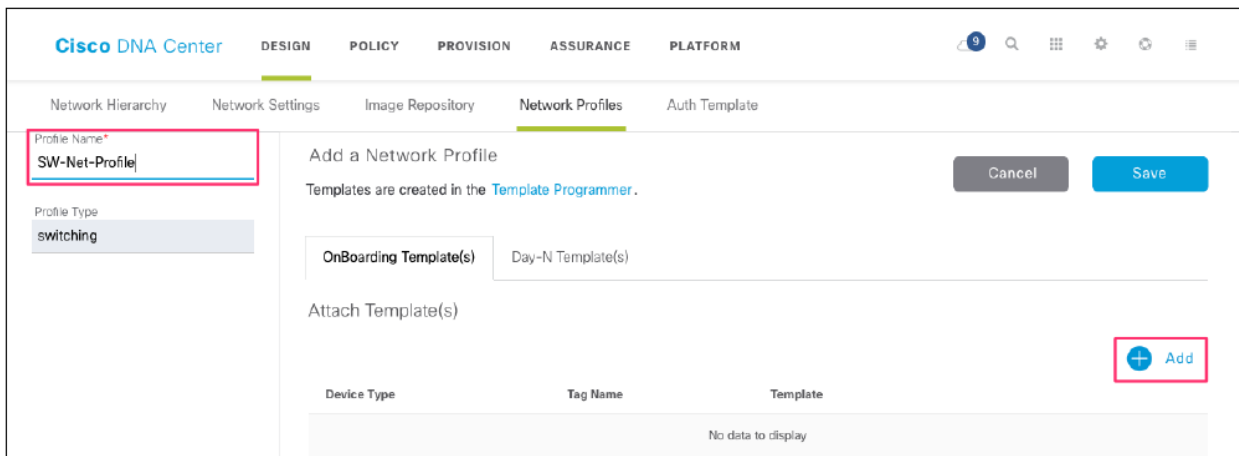 Cisco DNA Center DESIGN POLICY PROVISION ASSURANCE PLATFORM 9
Network Hierarchy Network Settings Image Repository Network Profiles Auth Template
Profile Name*
SW-Net-Profile
Profile Type
switching
Add a Network Profile
Templates are created in the Template Programmer.
Cancel Save
OnBoarding Template(s) Day-N Template(s)
Attach Template(s)
Add
Device Type Tag Name Template
No data to display